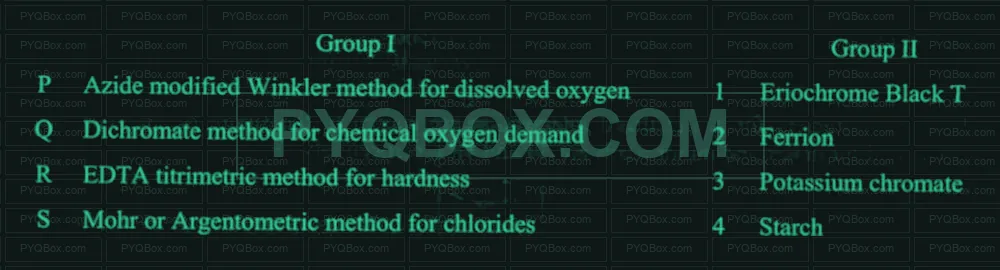 Group I Group II
P Azide modified Winkler method for dissolved oxygen 1 Eriochrome Black T
Q Dichromate method for chemical oxygen demand 2 Ferrion
R EDTA titrimetric method for hardness 3 Potassium chromate
S Mohr or Argentometric method for chlorides 4 Starch
PYQBOX.COM
PYQBox.com